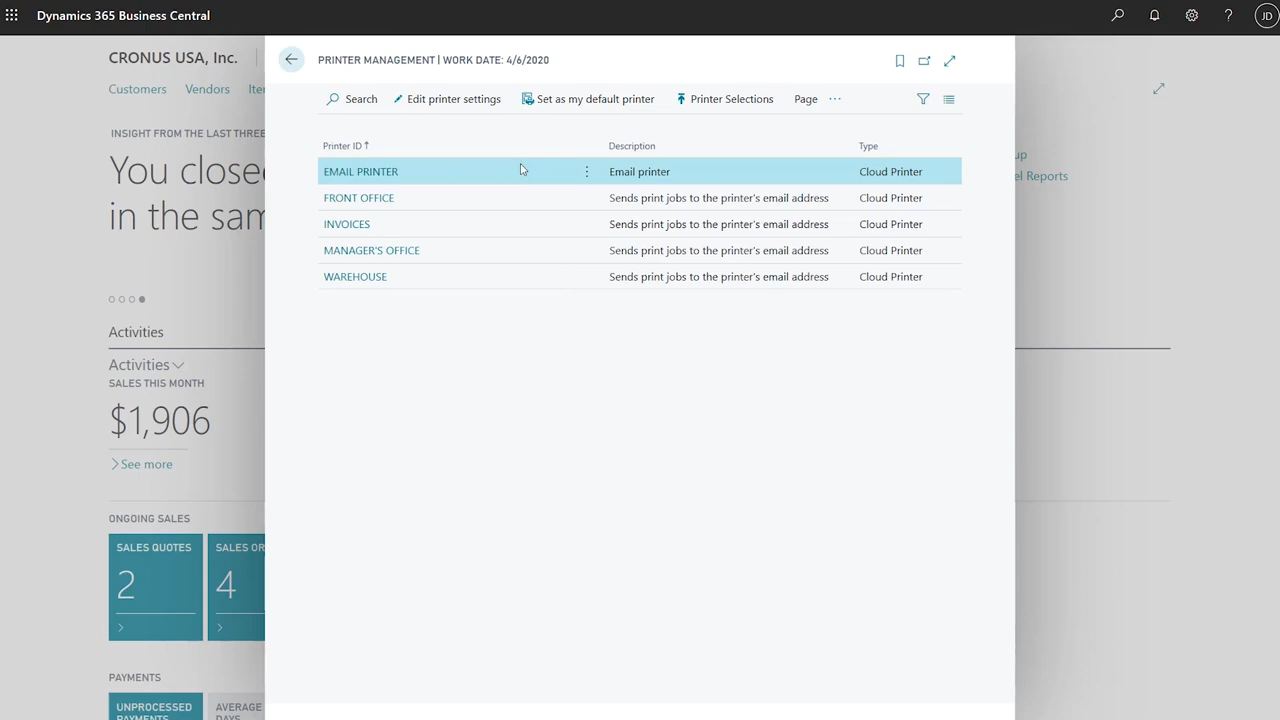 Dynamics 365 Business Central
JD
CRONUS USA, Inc.
Customers Vendors Ite
INSIGHT FROM THE LAST THREE
You close
in the sam
Activities
Activities
SALES THIS MONTH
$1,906
See more
ONGOING SALES
SALES QUOTES
2
SALES OR
4
PAYMENTS
UNPROCESSED
PAYMENTS
AVERAGE
DAYS
PRINTER MANAGEMENT | WORK DATE: 4/6/2020
Search Edit printer settings Set as my default printer Printer Selections Page ...
Printer ID ↑ Description Type
EMAIL PRINTER Email printer Cloud Printer
FRONT OFFICE Sends print jobs to the printer's email address Cloud Printer
INVOICES Sends print jobs to the printer's email address Cloud Printer
MANAGER'S OFFICE Sends print jobs to the printer's email address Cloud Printer
WAREHOUSE Sends print jobs to the printer's email address Cloud Printer
up
el Reports